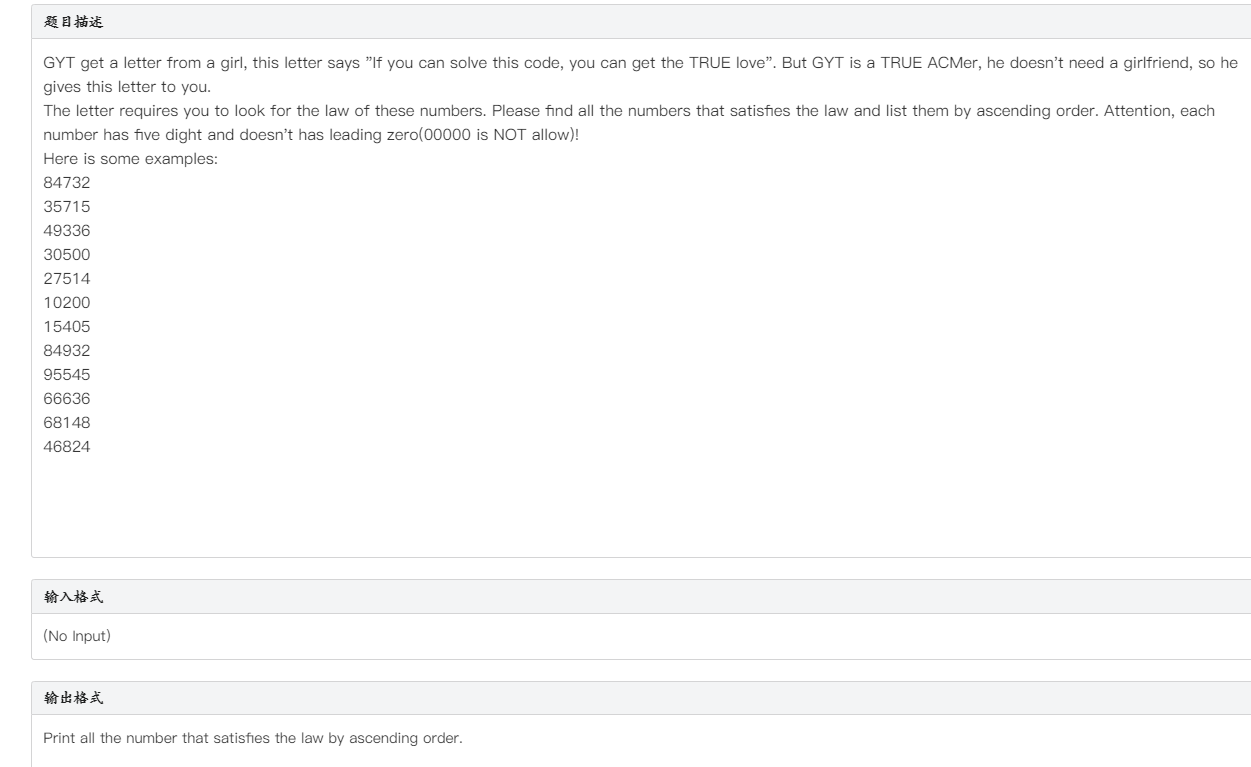 题目描述
GYT get a letter from a girl, this letter says ”If you can solve this code, you can get the TRUE love”. But GYT is a TRUE ACMer, he doesn’t need a girlfriend, so he
gives this letter to you.
The letter requires you to look for the law of these numbers. Please find all the numbers that satisfies the law and list them by ascending order. Attention, each
number has five dight and doesn’t has leading zero(00000 is NOT allow)!
Here is some examples:
84732
35715
49336
30500
27514
10200
15405
84932
95545
66636
68148
46824
输入格式
(No Input)
输出格式
Print all the number that satisfies the law by ascending order.